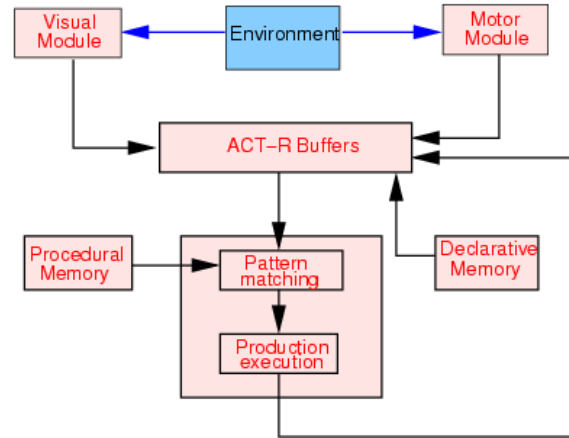 Visual
Module
Environment
Motor
Module
ACT-R Buffers
Procedural
Memory
Pattern
matching
Declarative
Memory
Production
execution